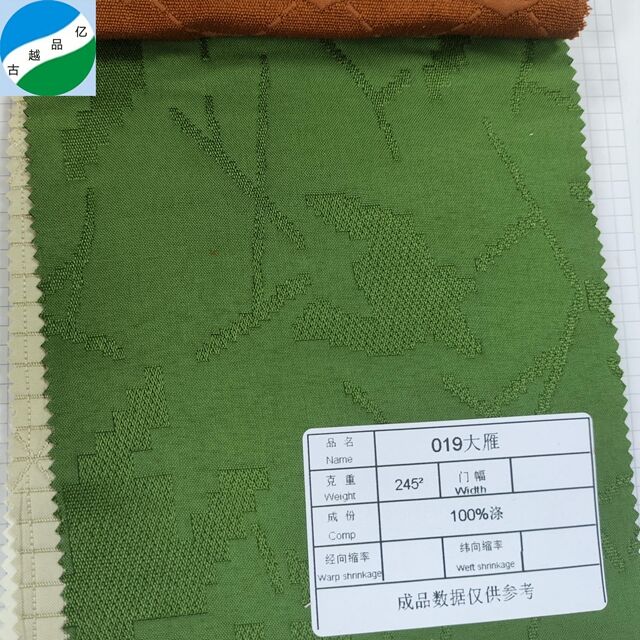 亿
品
越
古
品名 019大雁
Name
克重 245² 门幅
Weight Width
成份 100%涤
Comp
经向缩率 纬向缩率
Warp shrinkage Weft shrinkage
成品数据仅供参考